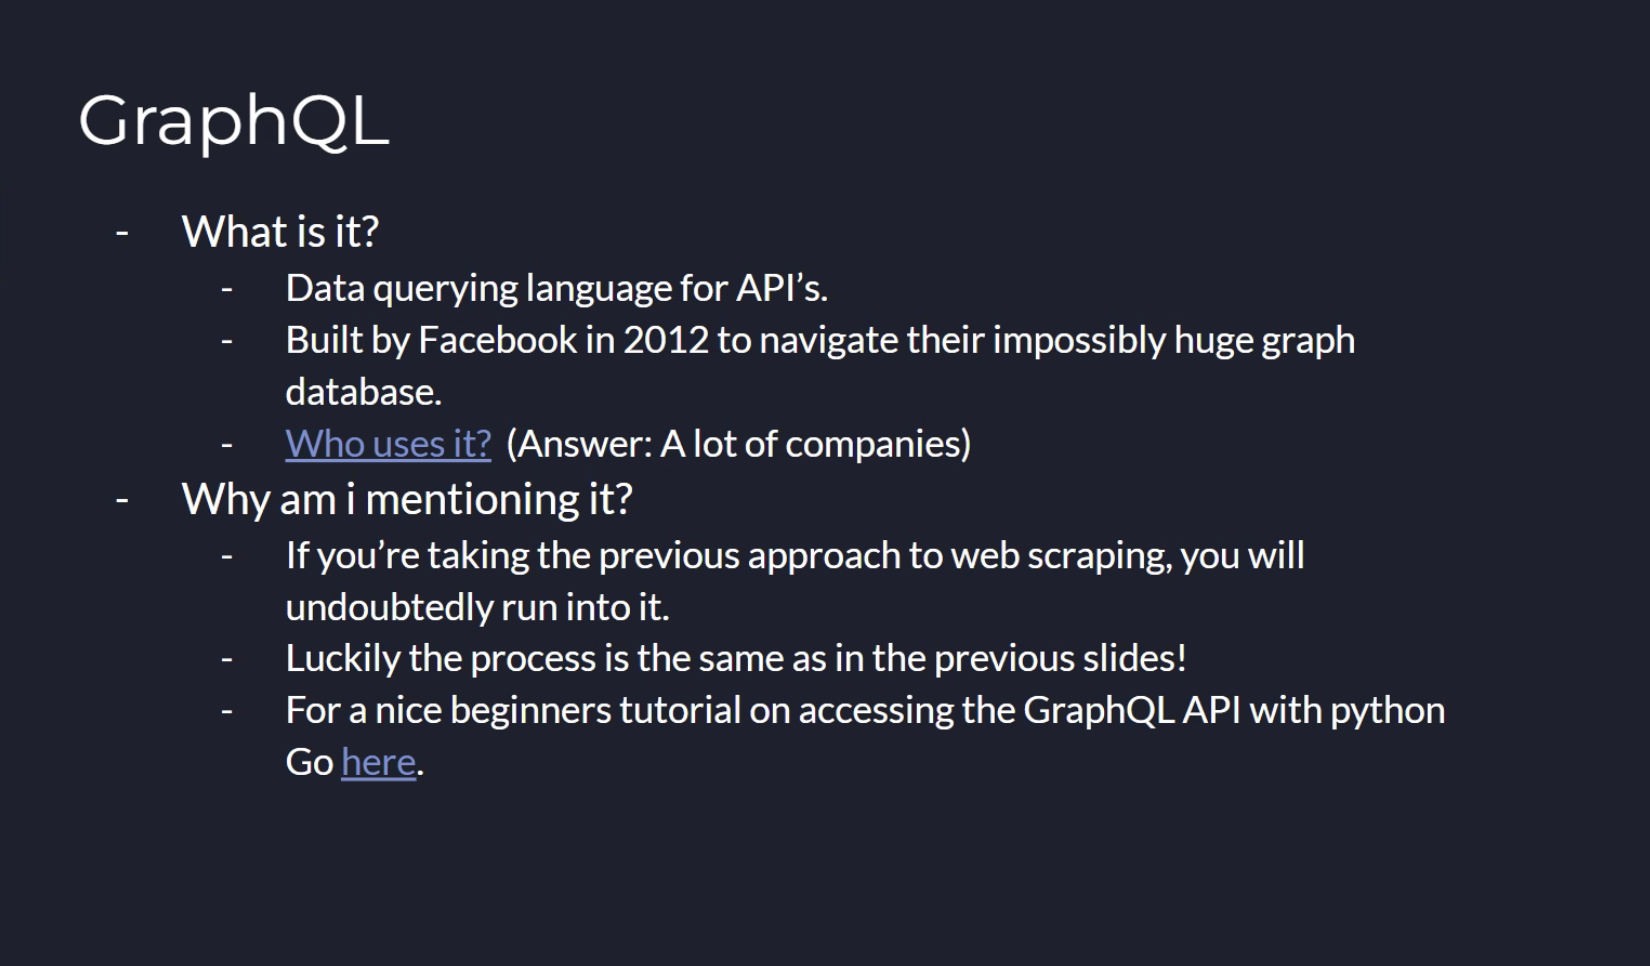 GraphQL
- What is it?
- Data querying language for API’s.
- Built by Facebook in 2012 to navigate their impossibly huge graph
database.
- Who uses it? (Answer: A lot of companies)
- Why am i mentioning it?
- If you’re taking the previous approach to web scraping, you will
undoubtedly run into it.
- Luckily the process is the same as in the previous slides!
- For a nice beginners tutorial on accessing the GraphQL API with python
Go here.